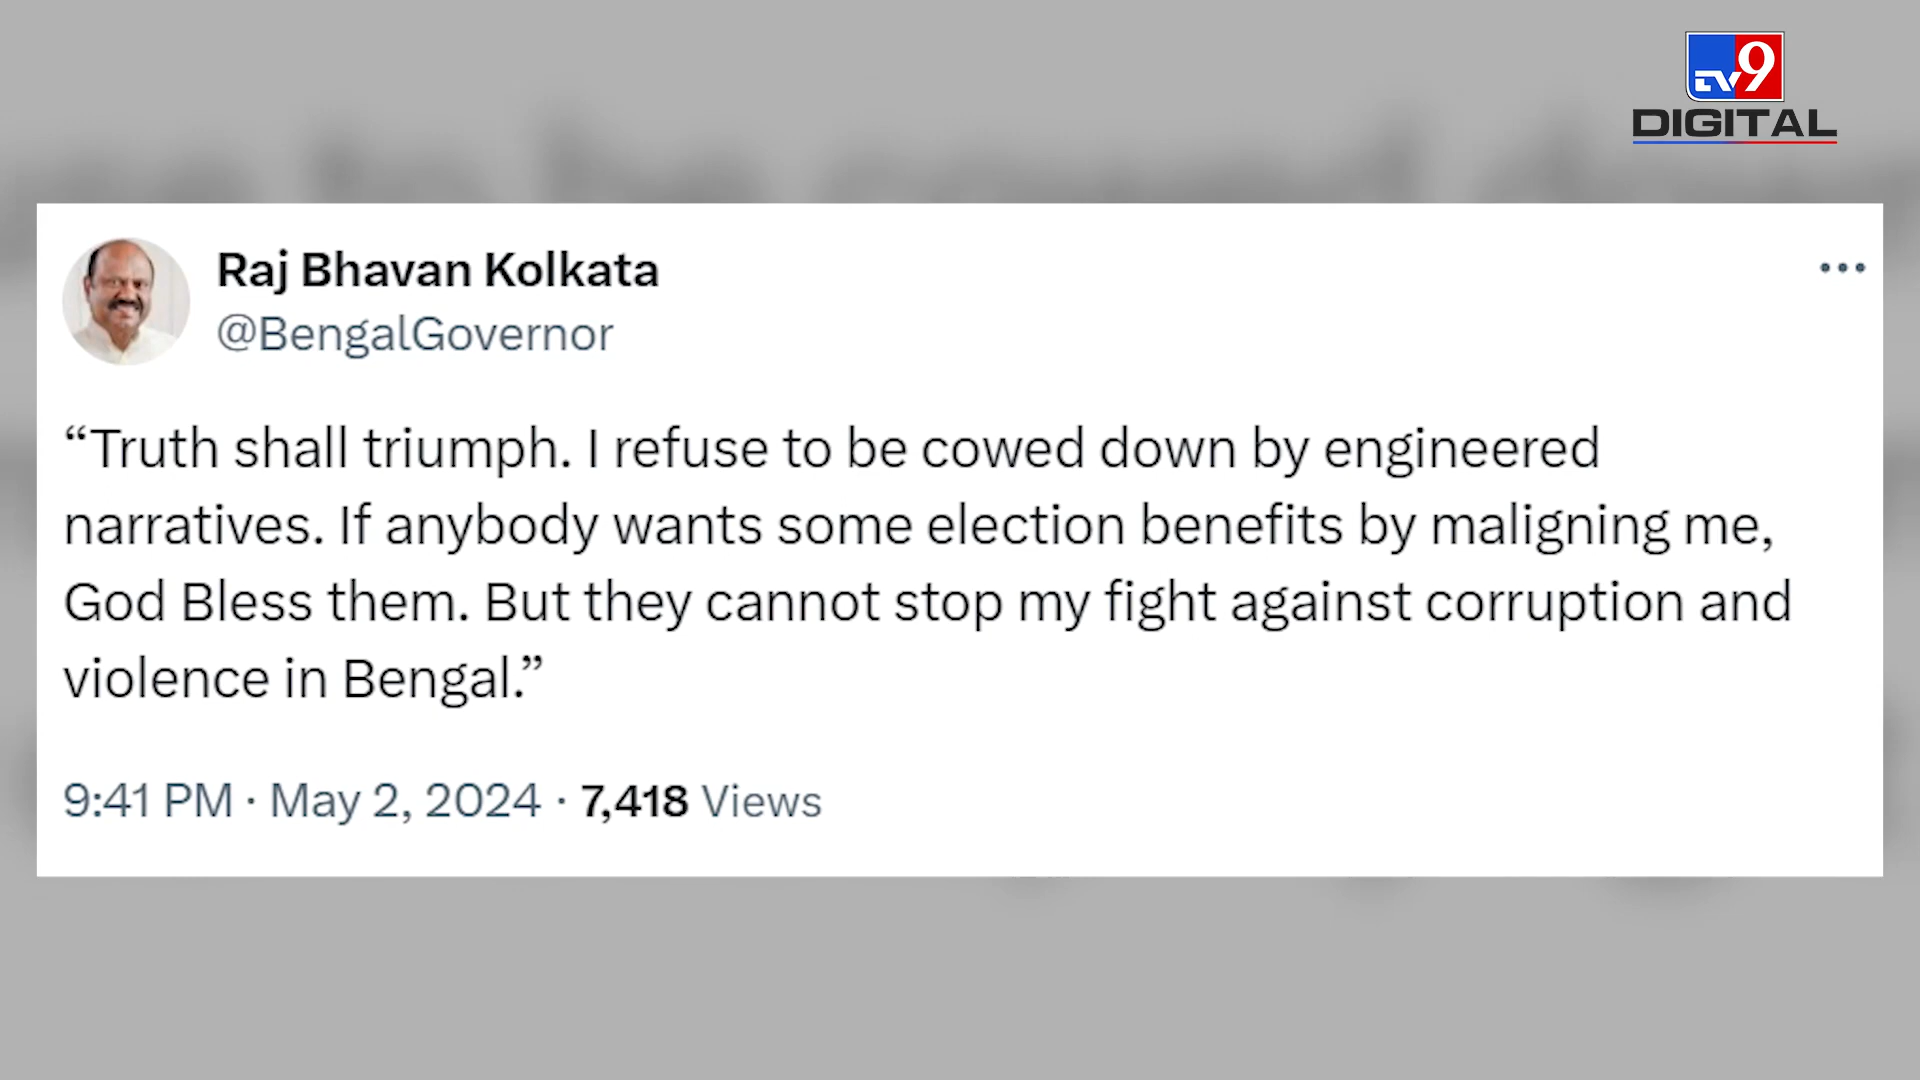 TV9
DIGITAL
Raj Bhavan Kolkata
@BengalGovernor
“Truth shall triumph. I refuse to be cowed down by engineered
narratives. If anybody wants some election benefits by maligning me,
God Bless them. But they cannot stop my fight against corruption and
violence in Bengal.”
9:41 PM · May 2, 2024 · 7,418 Views